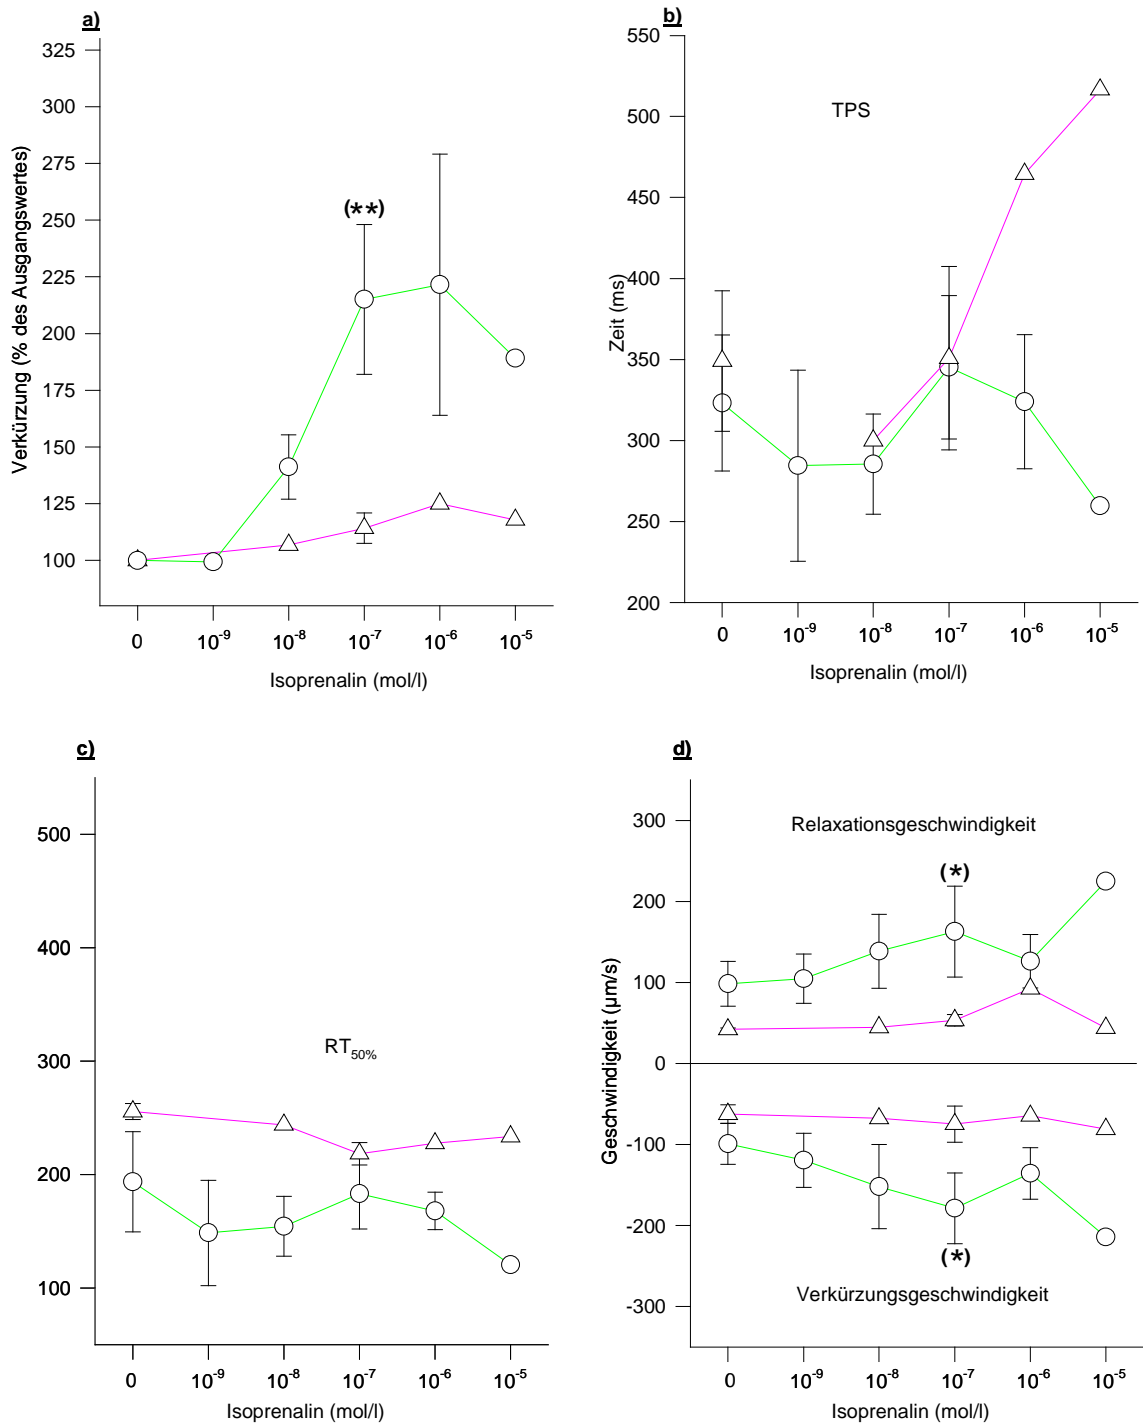 a)
Verkürzung (% des Ausgangswertes)
325
300
275
250
225
200
175
150
125
100
(**)
0 10⁻⁹ 10⁻⁸ 10⁻⁷ 10⁻⁶ 10⁻⁵
Isoprenalin (mol/l)
b)
Zeit (ms)
550
500
450
400
350
300
250
200
TPS
0 10⁻⁹ 10⁻⁸ 10⁻⁷ 10⁻⁶ 10⁻⁵
Isoprenalin (mol/l)
c)
500
400
300
200
100
RT50%
0 10⁻⁹ 10⁻⁸ 10⁻⁷ 10⁻⁶ 10⁻⁵
Isoprenalin (mol/l)
d)
Geschwindigkeit (µm/s)
300
200
100
0
-100
-200
-300
Relaxationsgeschwindigkeit
(*)
(*)
Verkürzungsgeschwindigkeit
0 10⁻⁹ 10⁻⁸ 10⁻⁷ 10⁻⁶ 10⁻⁵
Isoprenalin (mol/l)